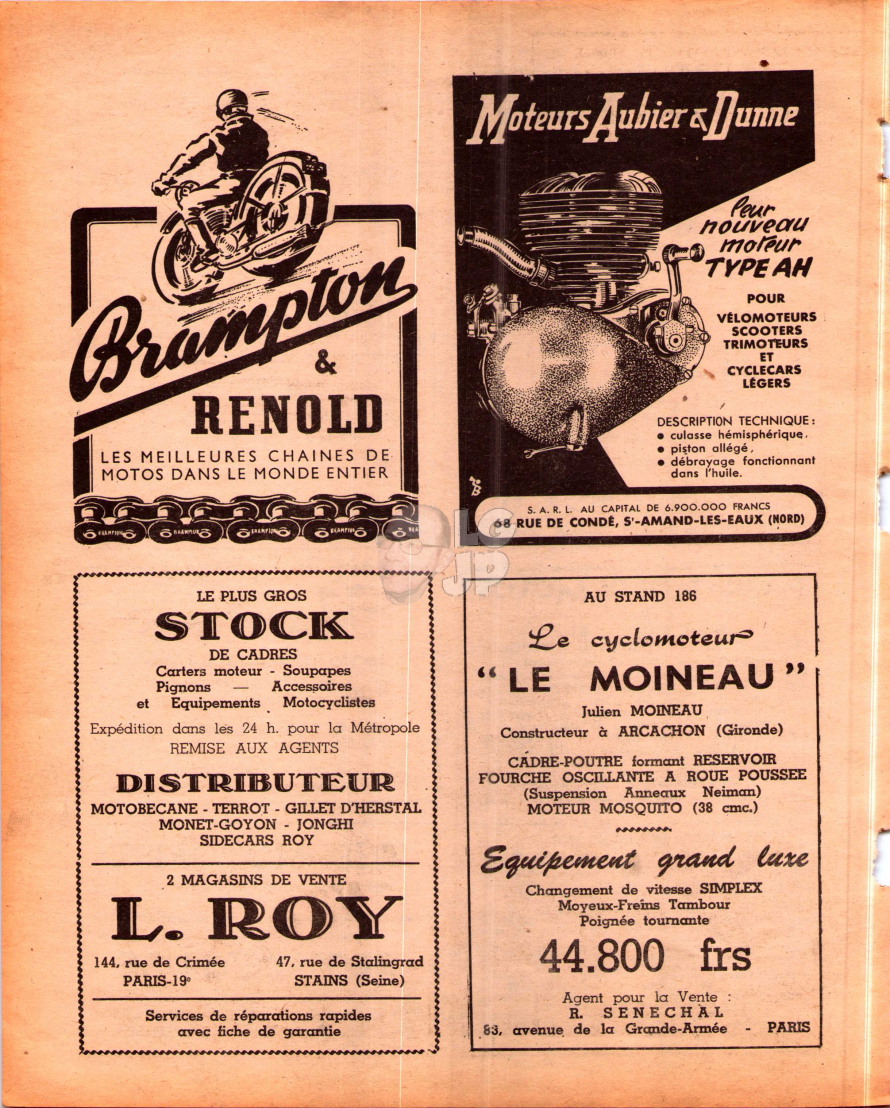 Brampton
&
RENOLD
LES MEILLEURES CHAINES DE
MOTOS DANS LE MONDE ENTIER
BRAMPTON BRAMPTON BRAMPTON BRAMPTON
Moteurs Aubier & Dunne
leur
nouveau
moteur
TYPE AH
POUR
VÉLOMOTEURS
SCOOTERS
TRIMOTEURS
ET
CYCLECARS
LÉGERS
DESCRIPTION TECHNIQUE :
• culasse hémisphérique.
• piston allégé,
• débrayage fonctionnant
dans l'huile.
S. A. R. L. AU CAPITAL DE 6.900.000 FRANCS
68 RUE DE CONDÉ, St-AMAND-LES-EAUX (NORD)
LC
JP
LE PLUS GROS
STOCK
DE CADRES
Carters moteur - Soupapes
Pignons — Accessoires
et Equipements Motocyclistes
Expédition dans les 24 h. pour la Métropole
REMISE AUX AGENTS
DISTRIBUTEUR
MOTOBECANE - TERROT - GILLET D'HERSTAL
MONET-GOYON - JONGHI
SIDECARS ROY
2 MAGASINS DE VENTE
L. ROY
144, rue de Crimée
PARIS-19e
47, rue de Stalingrad
STAINS (Seine)
Services de réparations rapides
avec fiche de garantie
AU STAND 186
Le cyclomoteur
“ LE MOINEAU ”
Julien MOINEAU
Constructeur à ARCACHON (Gironde)
CADRE-POUTRE formant RESERVOIR
FOURCHE OSCILLANTE A ROUE POUSSEE
(Suspension Anneaux Neiman)
MOTEUR MOSQUITO (38 cmc.)
Equipement grand luxe
Changement de vitesse SIMPLEX
Moyeux-Freins Tambour
Poignée tournante
44.800 frs
Agent pour la Vente :
R. SENECHAL
83, avenue de la Grande-Armée - PARIS